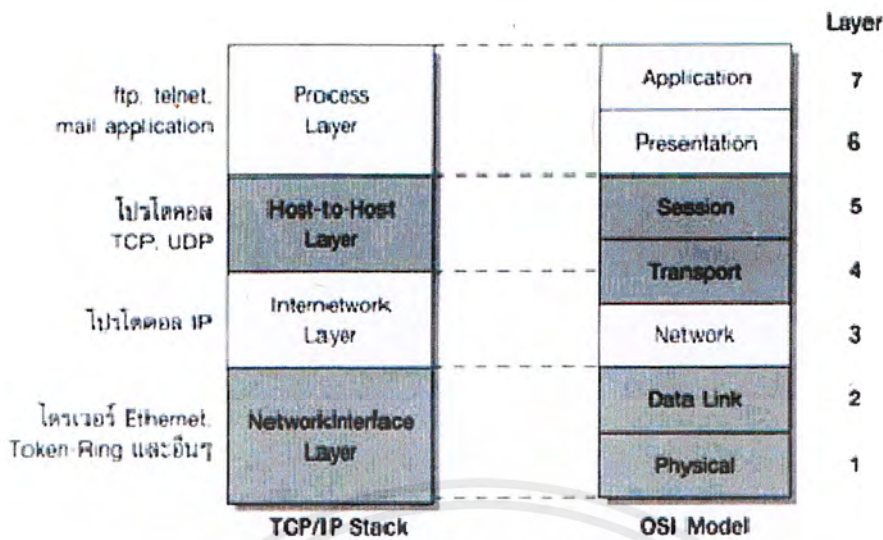 Layer
ftp, telnet,
mail application
Process
Layer
Application
7
Presentation
6
โปรโตคอล
TCP, UDP
Host-to-Host
Layer
Session
5
Transport
4
โปรโตคอล IP
Internetwork
Layer
Network
3
ไดรเวอร์ Ethernet,
Token-Ring และอื่นๆ
NetworkInterface
Layer
Data Link
2
Physical
1
TCP/IP Stack
OSI Model